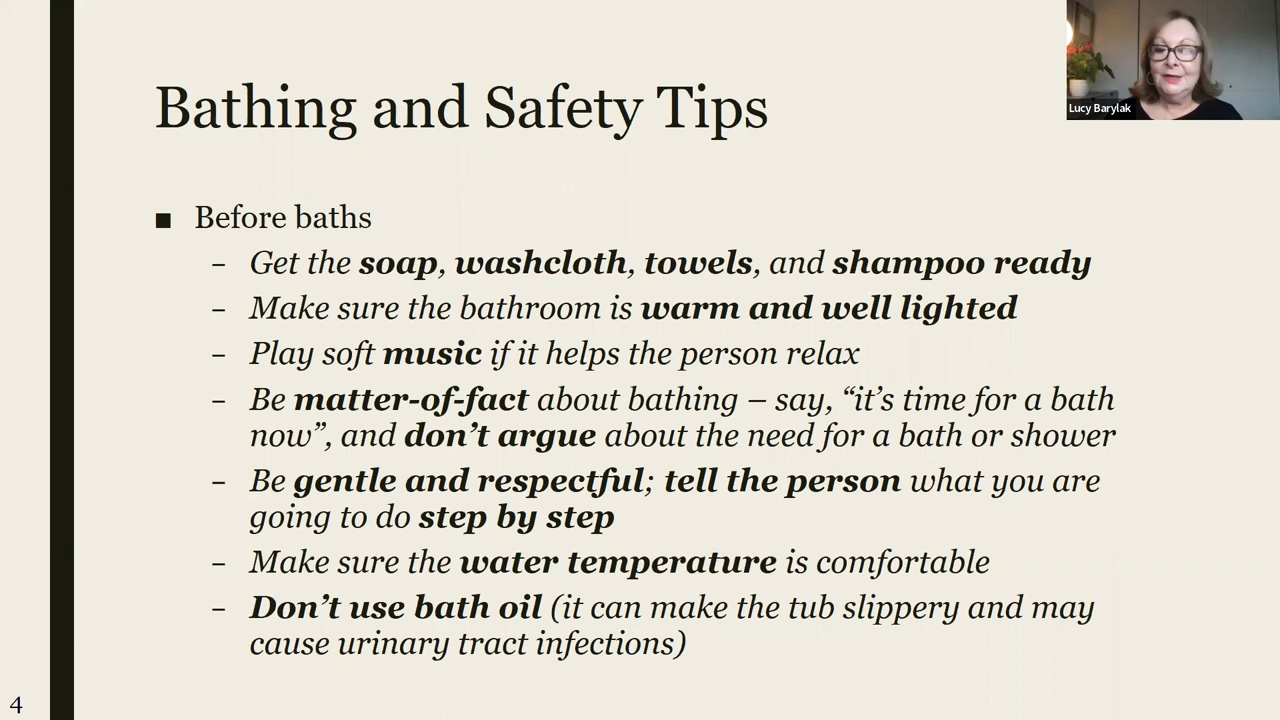 Bathing and Safety Tips
Lucy Barylak
■ Before baths
– Get the soap, washcloth, towels, and shampoo ready
– Make sure the bathroom is warm and well lighted
– Play soft music if it helps the person relax
– Be matter-of-fact about bathing – say, “it’s time for a bath
now”, and don’t argue about the need for a bath or shower
– Be gentle and respectful; tell the person what you are
going to do step by step
– Make sure the water temperature is comfortable
– Don’t use bath oil (it can make the tub slippery and may
cause urinary tract infections)
4